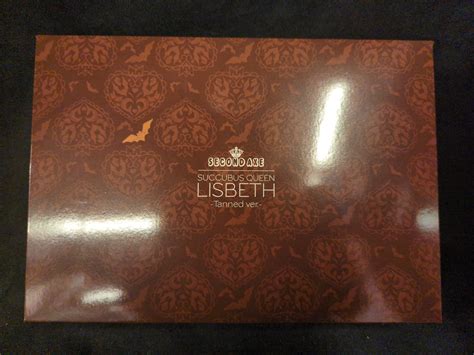 SECOND AXE
SUCCUBUS QUEEN
LISBETH
-Tanned ver.-